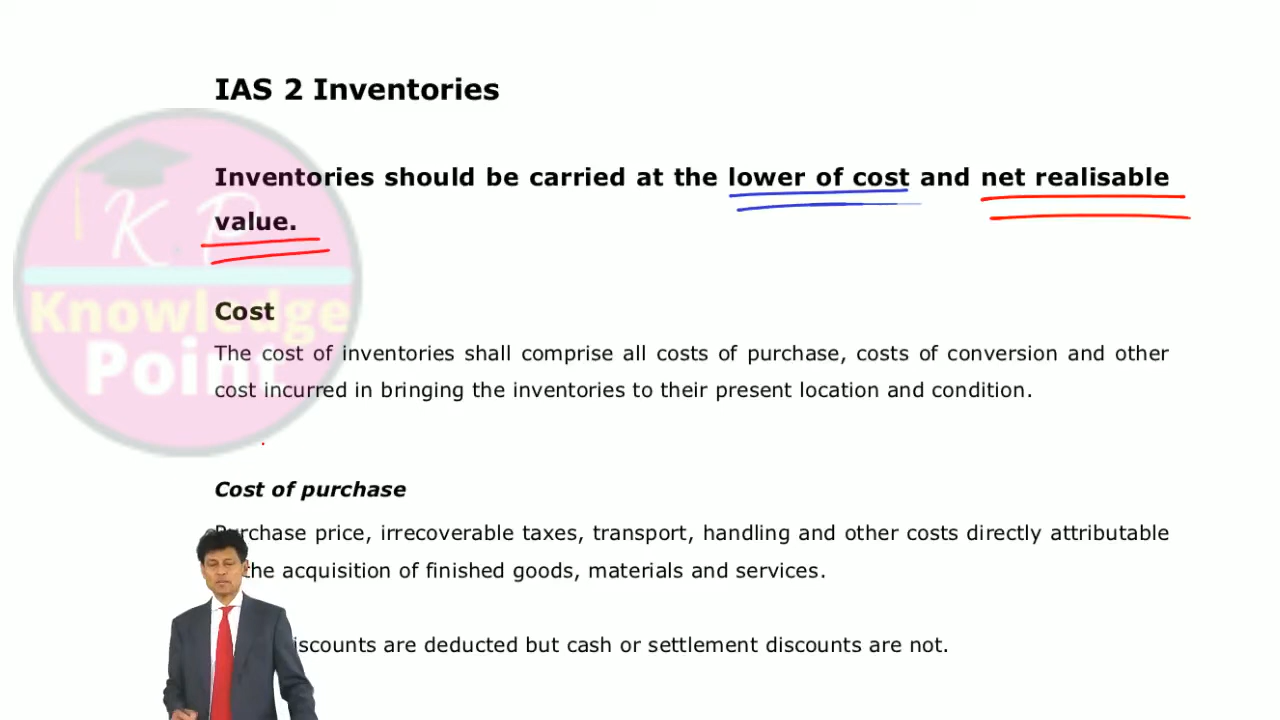 IAS 2 Inventories
Inventories should be carried at the lower of cost and net realisable
value.
K P
Knowledge
Point
Cost
The cost of inventories shall comprise all costs of purchase, costs of conversion and other
cost incurred in bringing the inventories to their present location and condition.
Cost of purchase
Purchase price, irrecoverable taxes, transport, handling and other costs directly attributable
the acquisition of finished goods, materials and services.
are deducted but cash or settlement discounts are not.